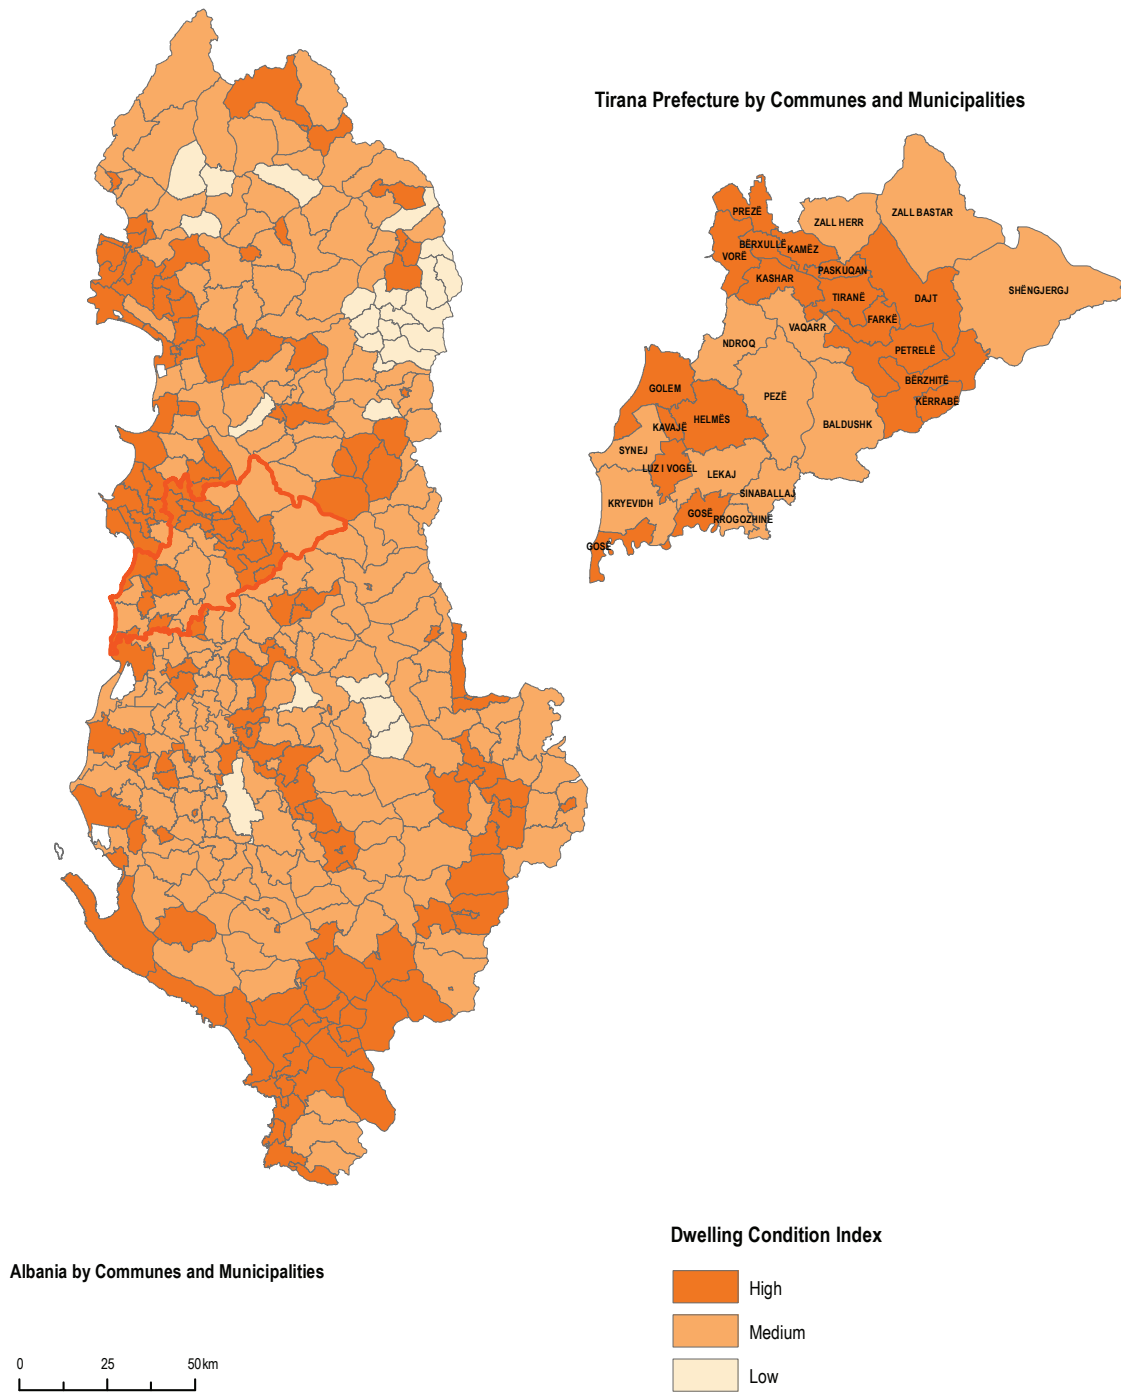 Tirana Prefecture by Communes and Municipalities
ZALL BASTAR
PREZË
ZALL HERR
BËRXULLË
KAMËZ
VORË
PASKUQAN
KASHAR
SHËNGJERGJ
TIRANË
DAJT
FARKË
VAQARR
NDROQ
PETRELË
BËRZHITË
GOLEM
PEZË
KËRRABË
HELMËS
KAVAJË
BALDUSHK
SYNEJ
LUZ I VOGËL
LEKAJ
SINABALLAJ
KRYEVIDH
GOSË
RROGOZHINË
GOSË
Dwelling Condition Index
Albania by Communes and Municipalities
High
Medium
0 25 50 km
Low